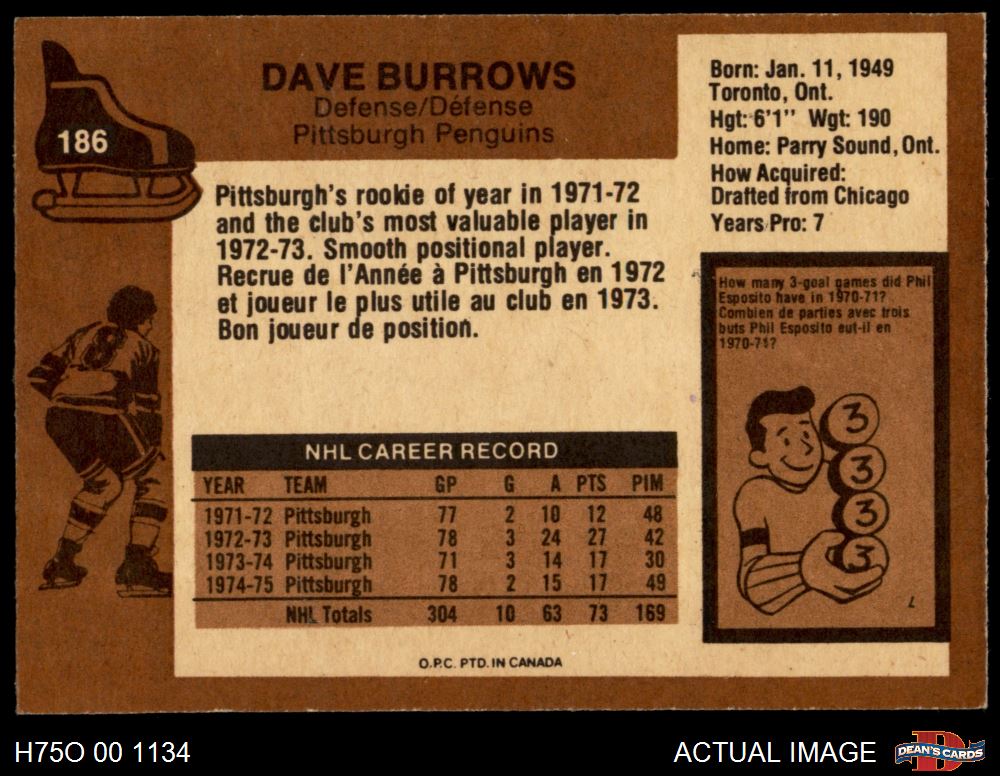 186
DAVE BURROWS
Defense/Défense
Pittsburgh Penguins
Born: Jan. 11, 1949
Toronto, Ont.
Hgt: 6'1'' Wgt: 190
Home: Parry Sound, Ont.
How Acquired:
Drafted from Chicago
Years Pro: 7
Pittsburgh's rookie of year in 1971-72
and the club's most valuable player in
1972-73. Smooth positional player.
Recrue de l'Année à Pittsburgh en 1972
et joueur le plus utile au club en 1973.
Bon joueur de position.
8
How many 3-goal games did Phil
Esposito have in 1970-71?
Combien de parties avec trois
buts Phil Esposito eut-il en
1970-71?
3
3
3
3
L
NHL CAREER RECORD
YEAR TEAM GP G A PTS PIM
1971-72 Pittsburgh 77 2 10 12 48
1972-73 Pittsburgh 78 3 24 27 42
1973-74 Pittsburgh 71 3 14 17 30
1974-75 Pittsburgh 78 2 15 17 49
NHL Totals 304 10 63 73 169
O.P.C. PTD. IN CANADA
H75O 00 1134
ACTUAL IMAGE
DEAN'S CARDS